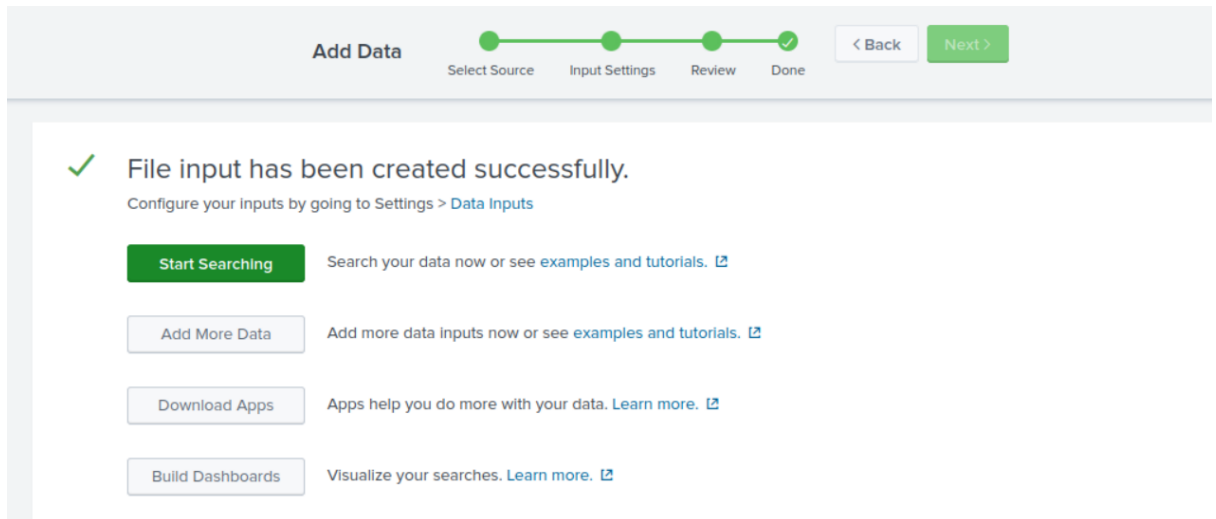 Add Data
Select Source
Input Settings
Review
Done
< Back
Next >
File input has been created successfully.
Configure your inputs by going to Settings > Data Inputs
Start Searching
Search your data now or see examples and tutorials.
Add More Data
Add more data inputs now or see examples and tutorials.
Download Apps
Apps help you do more with your data. Learn more.
Build Dashboards
Visualize your searches. Learn more.